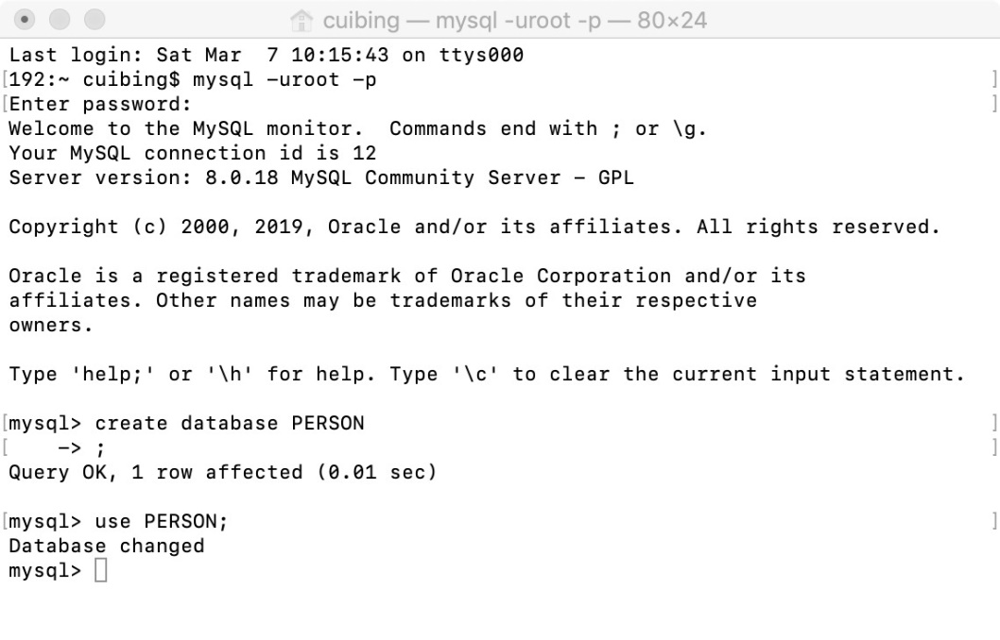 cuibing — mysql -uroot -p — 80×24
Last login: Sat Mar  7 10:15:43 on ttys000
[192:~ cuibing$ mysql -uroot -p ]
[Enter password: ]
Welcome to the MySQL monitor.  Commands end with ; or \g.
Your MySQL connection id is 12
Server version: 8.0.18 MySQL Community Server - GPL

Copyright (c) 2000, 2019, Oracle and/or its affiliates. All rights reserved.

Oracle is a registered trademark of Oracle Corporation and/or its
affiliates. Other names may be trademarks of their respective
owners.

Type 'help;' or '\h' for help. Type '\c' to clear the current input statement.

[mysql> create database PERSON ]
[    -> ; ]
Query OK, 1 row affected (0.01 sec)

[mysql> use PERSON; ]
Database changed
mysql>